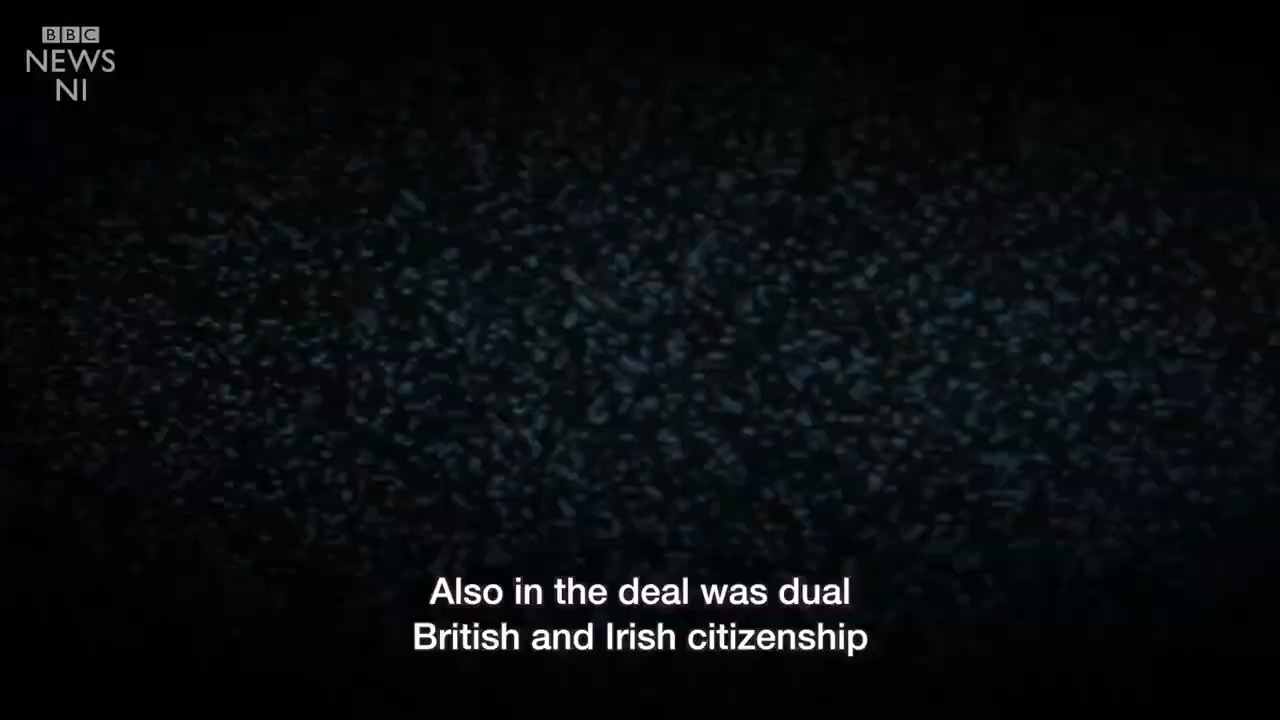 BBC
NEWS
NI
Also in the deal was dual
British and Irish citizenship